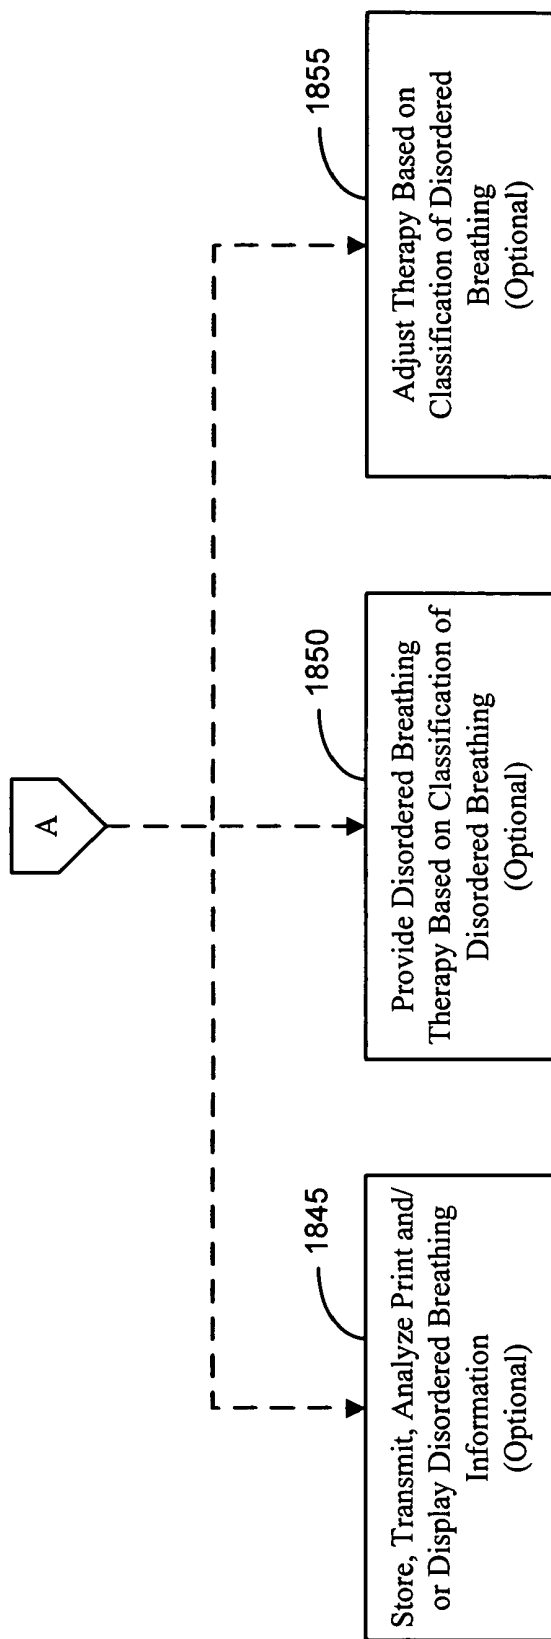 A
1845
Store, Transmit, Analyze Print and/
or Display Disordered Breathing
Information
(Optional)
1850
Provide Disordered Breathing
Therapy Based on Classification of
Disordered Breathing
(Optional)
1855
Adjust Therapy Based on
Classification of Disordered
Breathing
(Optional)